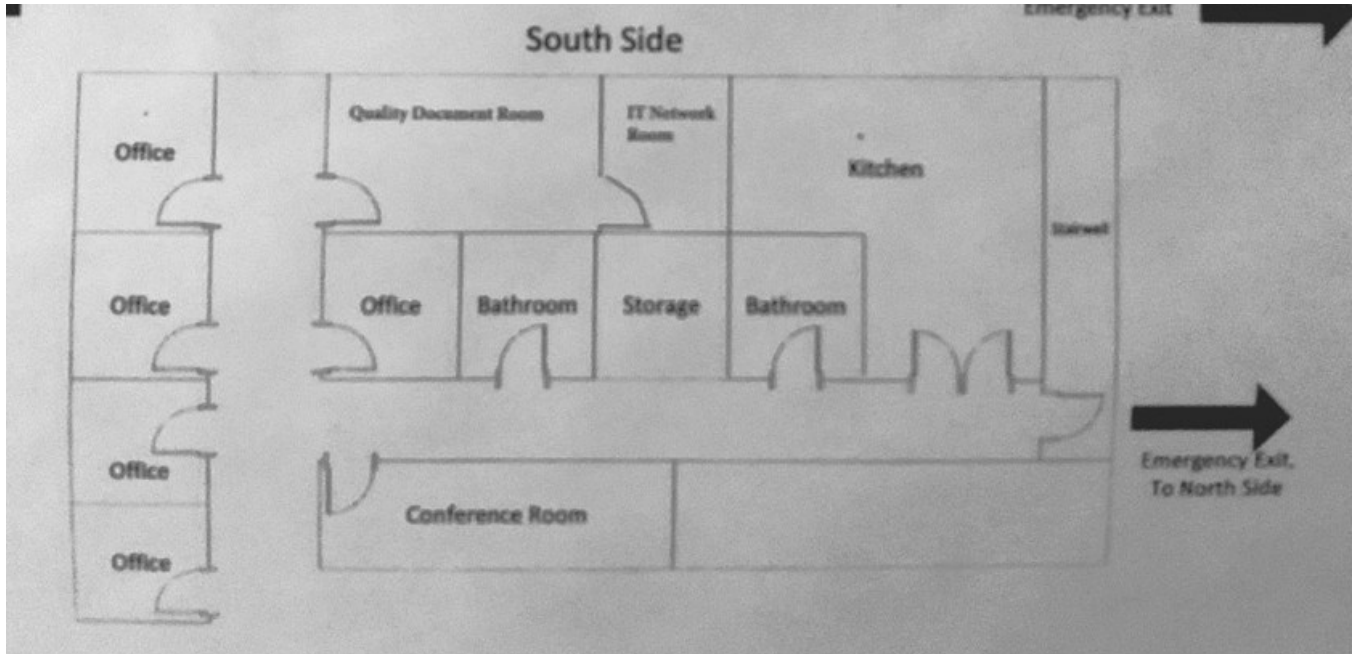 Emergency Exit
South Side
Quality Document Room
IT Network
Room
Office
Kitchen
Stairwell
Office
Office
Bathroom
Storage
Bathroom
Office
Emergency Exit,
To North Side
Conference Room
Office